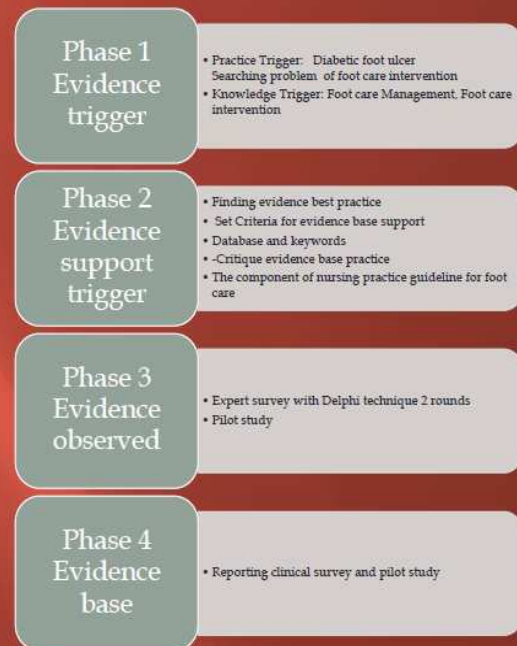 Phase 1
Evidence
trigger
• Practice Trigger: Diabetic foot ulcer
Searching problem of foot care intervention
• Knowledge Trigger: Foot care Management, Foot care
intervention
Phase 2
Evidence
support
trigger
• Finding evidence best practice
• Set Criteria for evidence base support
• Database and keywords
• -Critique evidence base practice
• The component of nursing practice guideline for foot
care
Phase 3
Evidence
observed
• Expert survey with Delphi technique 2 rounds
• Pilot study
Phase 4
Evidence
base
• Reporting clinical survey and pilot study